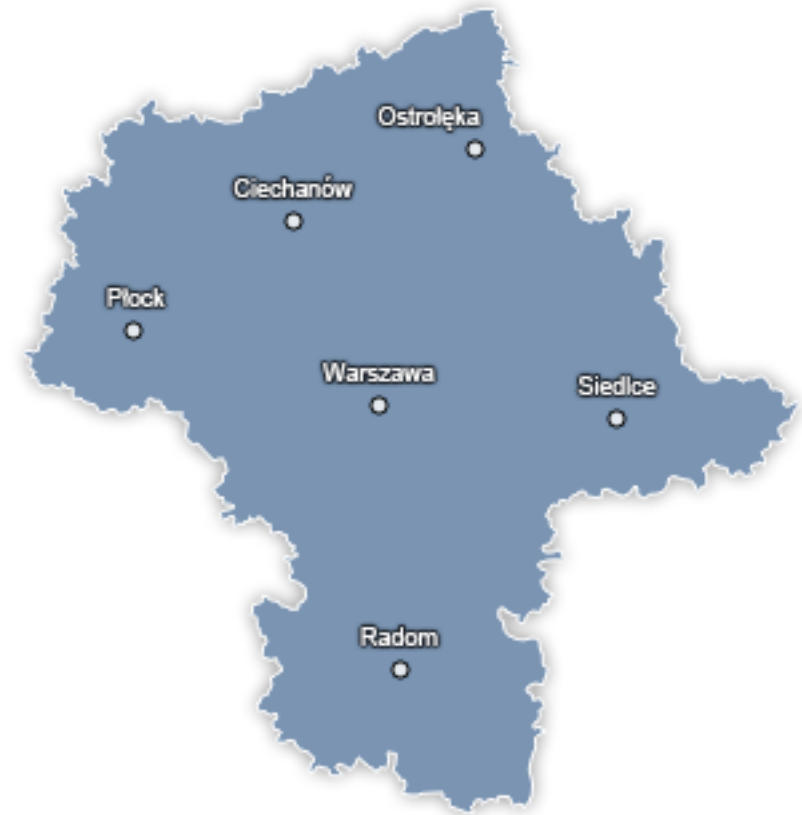 Ostrołęka
Ciechanów
Płock
Warszawa
Siedlce
Radom